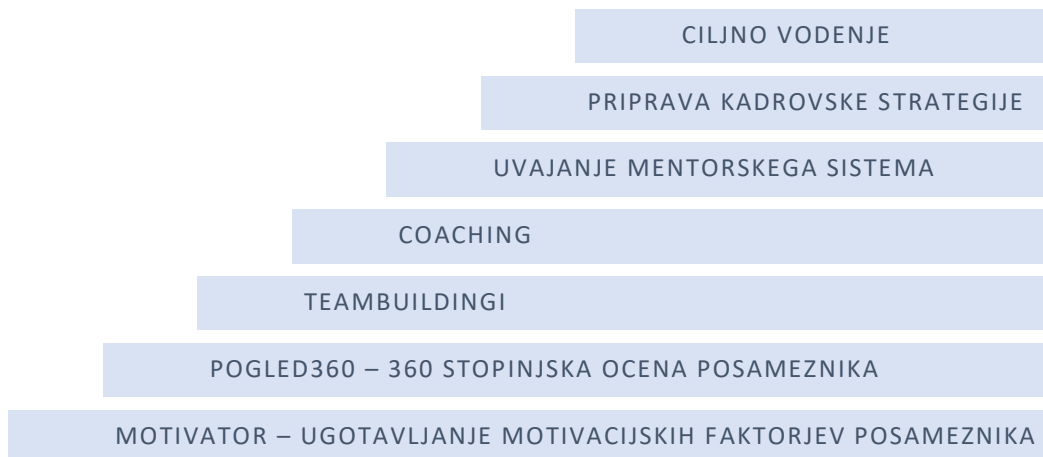 CILJNO VODENJE
PRIPRAVA KADROVSKE STRATEGIJE
UVAJANJE MENTORSKEGA SISTEMA
COACHING
TEAMBUILDINGI
POGLED360 – 360 STOPINJSKA OCENA POSAMEZNIKA
MOTIVATOR – UGOTAVLJANJE MOTIVACIJSKIH FAKTORJEV POSAMEZNIKA